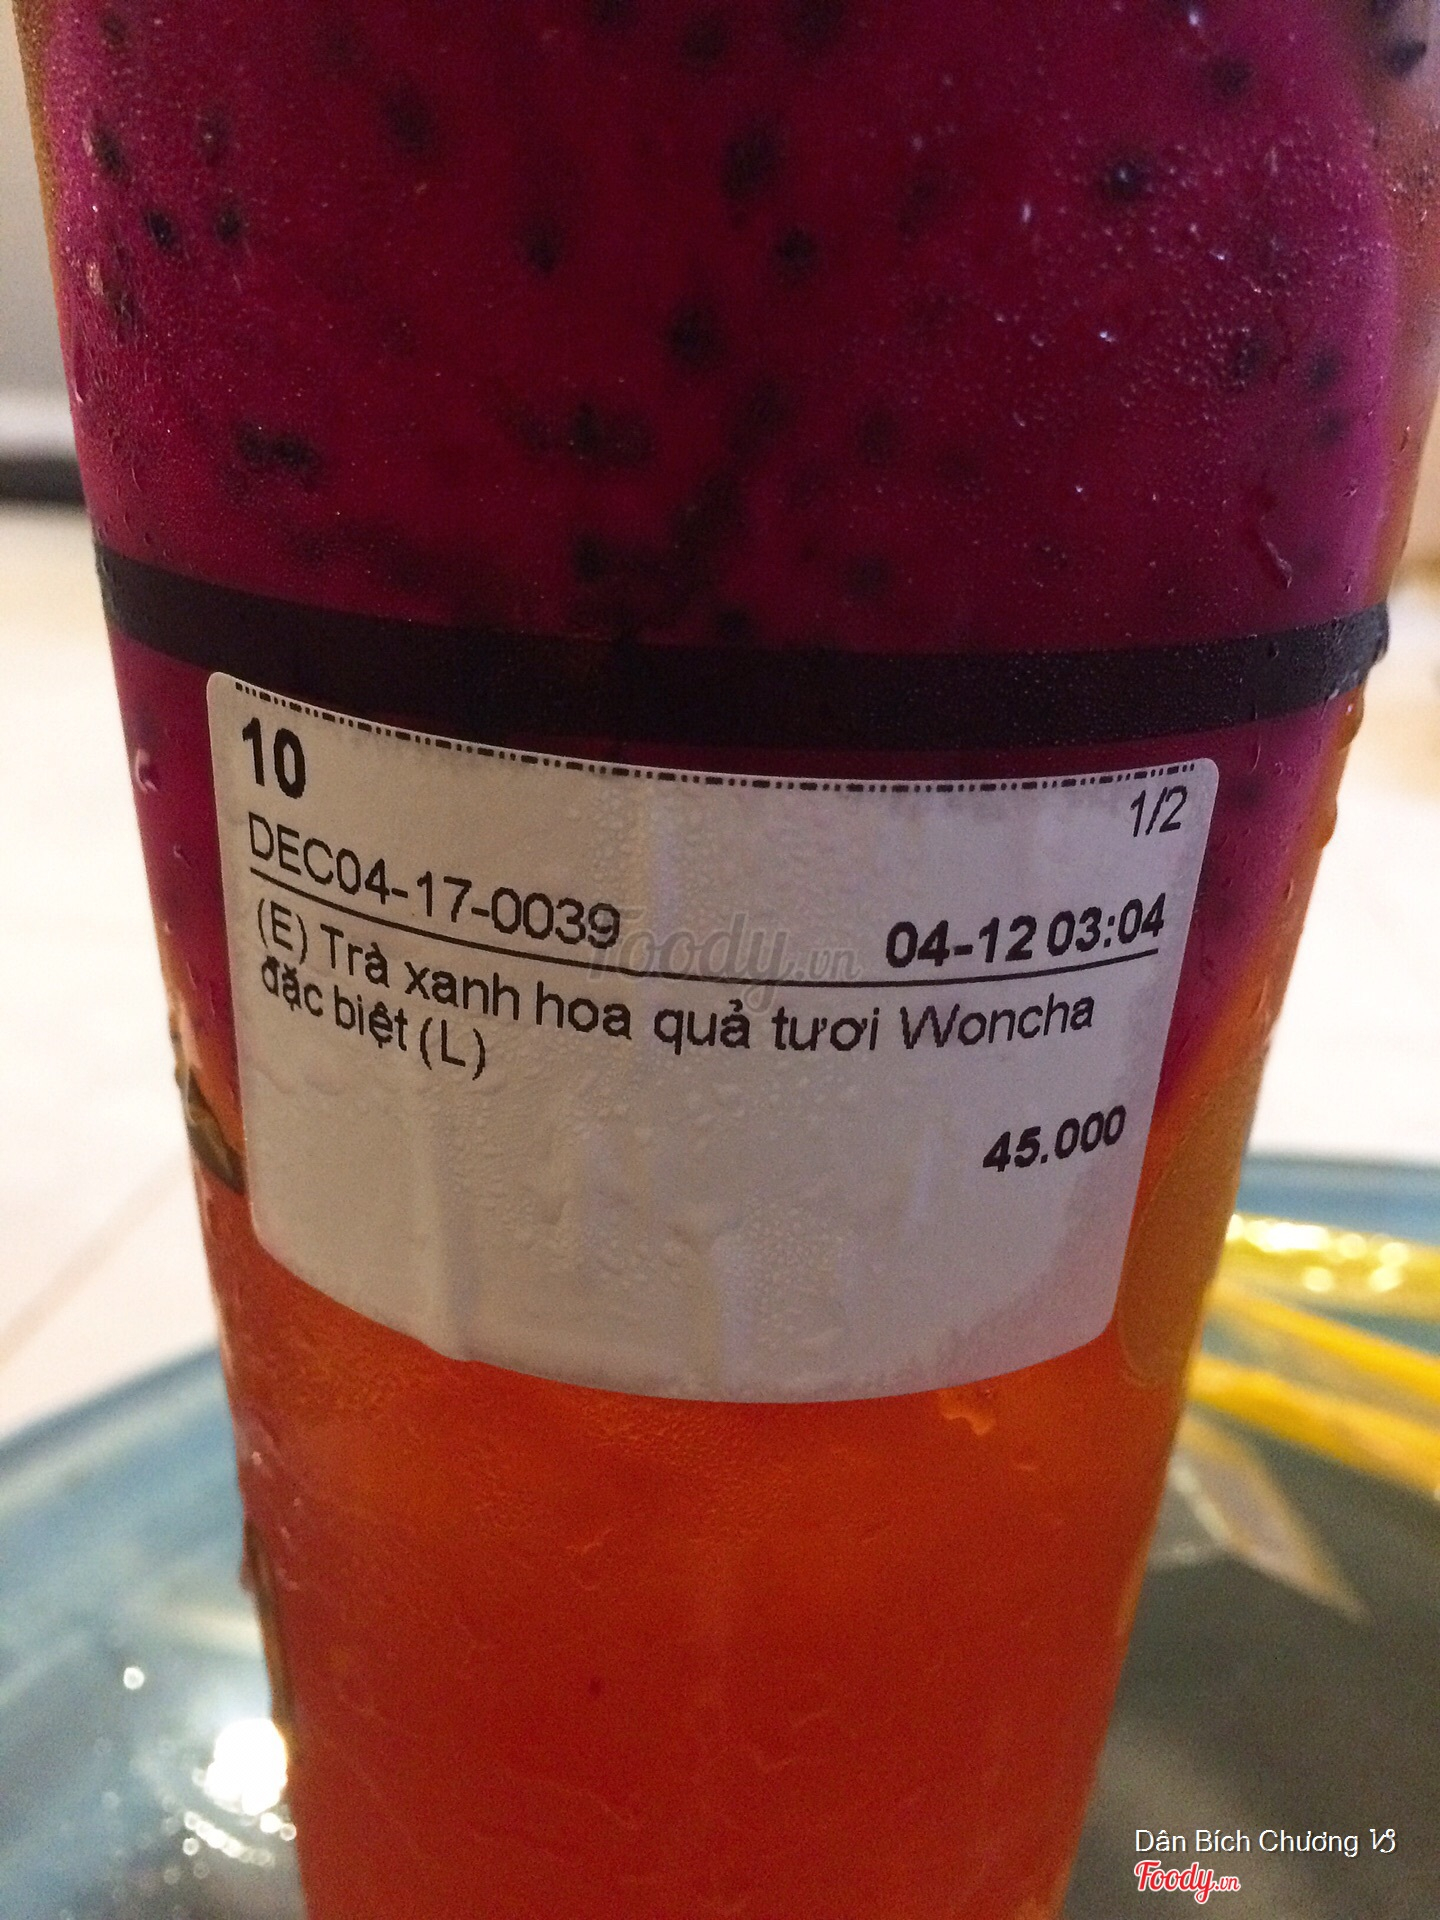 10
1/2
DEC04-17-0039
04-12 03:04
(E) Trà xanh hoa quả tươi Woncha
đặc biệt (L)
45.000
Foody.vn
Dân Bích Chương
Foody.vn